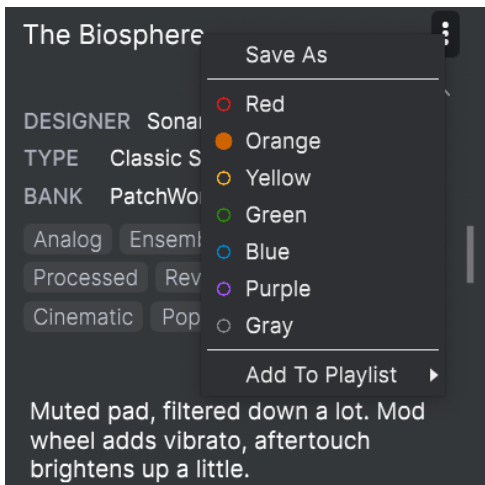 The Biosphere
Save As
DESIGNER
TYPE Classic
BANK
Analog
Processed
Cinematic Pop
Red
Orange
Yellow
Green
Blue
Purple
Gray
Add To Playlist
Muted pad, filtered down a lot. Mod
wheel adds vibrato, aftertouch
brightens up a little.